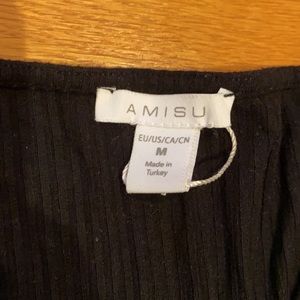 AMISU
EU/US/CA/CN
M
Made in
Turkey